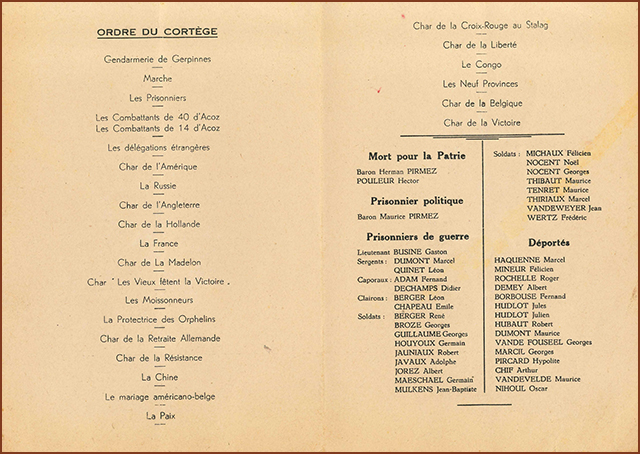 ORDRE DU CORTÈGE
Gendarmerie de Gerpinnes
Marche
Les Prisonniers
Les Combattants de 40 d'Acoz
Les Combattants de 14 d'Acoz
Les délégations étrangères
Char de l'Amérique
La Russie
Char de l'Angleterre
Char de la Hollande
La France
Char de La Madelon
Char " Les Vieux fêtent la Victoire „
Les Moissonneurs
La Protectrice des Orphelins
Char de la Retraite Allemande
Char de la Résistance
La Chine
Le mariage américano-belge
La Paix
Char de la Croix-Rouge au Stalag
Char de la Liberté
Le Congo
Les Neuf Provinces
Char de la Belgique
Char de la Victoire
Mort pour la Patrie
Baron Herman PIRMEZ
POULEUR Hector
Prisonnier politique
Baron Maurice PIRMEZ
Prisonniers de guerre
Lieutenant BUSINE Gaston
Sergents : DUMONT Marcel
QUINET Léon
Caporaux : ADAM Fernand
DECHAMPS Didier
Clairons : BERGER Léon
CHAPEAU Emile
Soldats : BERGER René
BROZE Georges
GUILLAUME Georges
HOUYOUX Germain
JAUNIAUX Robert
JAVAUX Adolphe
JOREZ Albert
MAESCHAEL Germain
MULKENS Jean-Baptiste
Soldats : MICHAUX Félicien
NOCENT Noël
NOCENT Georges
THIBAUT Maurice
TENRET Maurice
THIRIAUX Marcel
VANDEWEYER Jean
WERTZ Frédéric
Déportés
HAQUENNE Marcel
MINEUR Félicien
ROCHELLE Roger
DEMEY Albert
BORBOUSE Fernand
HUDLOT Jules
HUDLOT Julien
HUBAUT Robert
DUMONT Maurice
VANDE FOUSEEL Georges
MARCIL Georges
PIRCARD Hypolite
CHIF Arthur
VANDEVELDE Maurice
NIHOUL Oscar